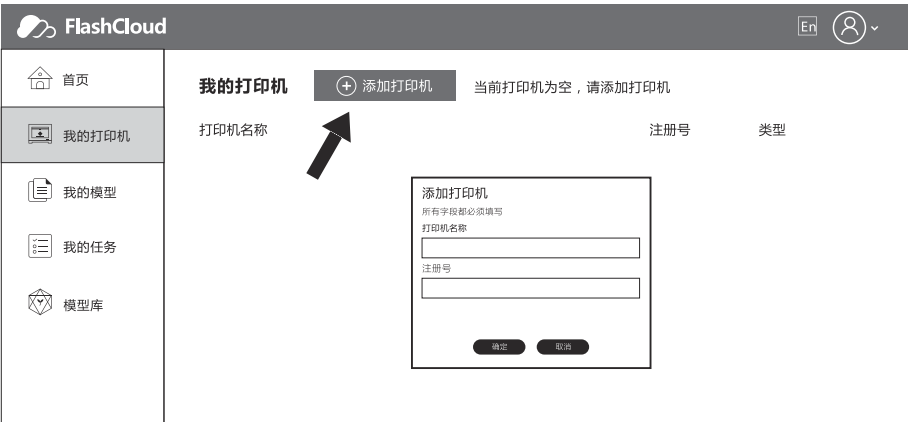 FlashCloud
En
首页
我的打印机
我的模型
我的任务
模型库
我的打印机 添加打印机 当前打印机为空，请添加打印机
打印机名称 注册号 类型
添加打印机
所有字段都必须填写
打印机名称
注册号
确定 取消